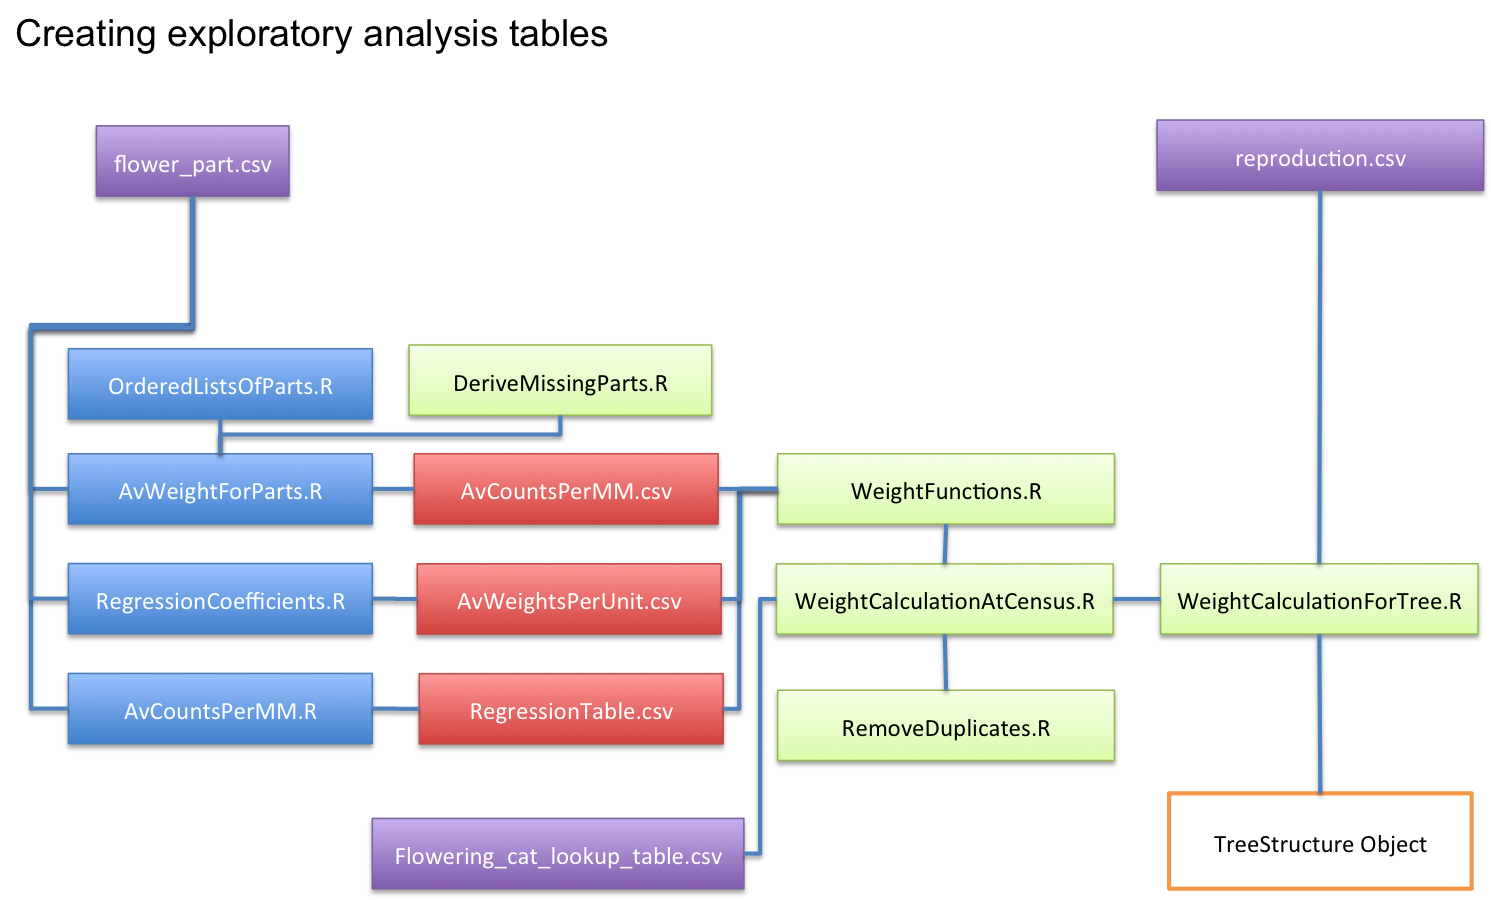 Creating exploratory analysis tables
flower_part.csv
reproduction.csv
OrderedListsOfParts.R
DeriveMissingParts.R
AvWeightForParts.R
AvCountsPerMM.csv
WeightFunctions.R
RegressionCoefficients.R
AvWeightsPerUnit.csv
WeightCalculationAtCensus.R
WeightCalculationForTree.R
AvCountsPerMM.R
RegressionTable.csv
RemoveDuplicates.R
Flowering_cat_lookup_table.csv
TreeStructure Object